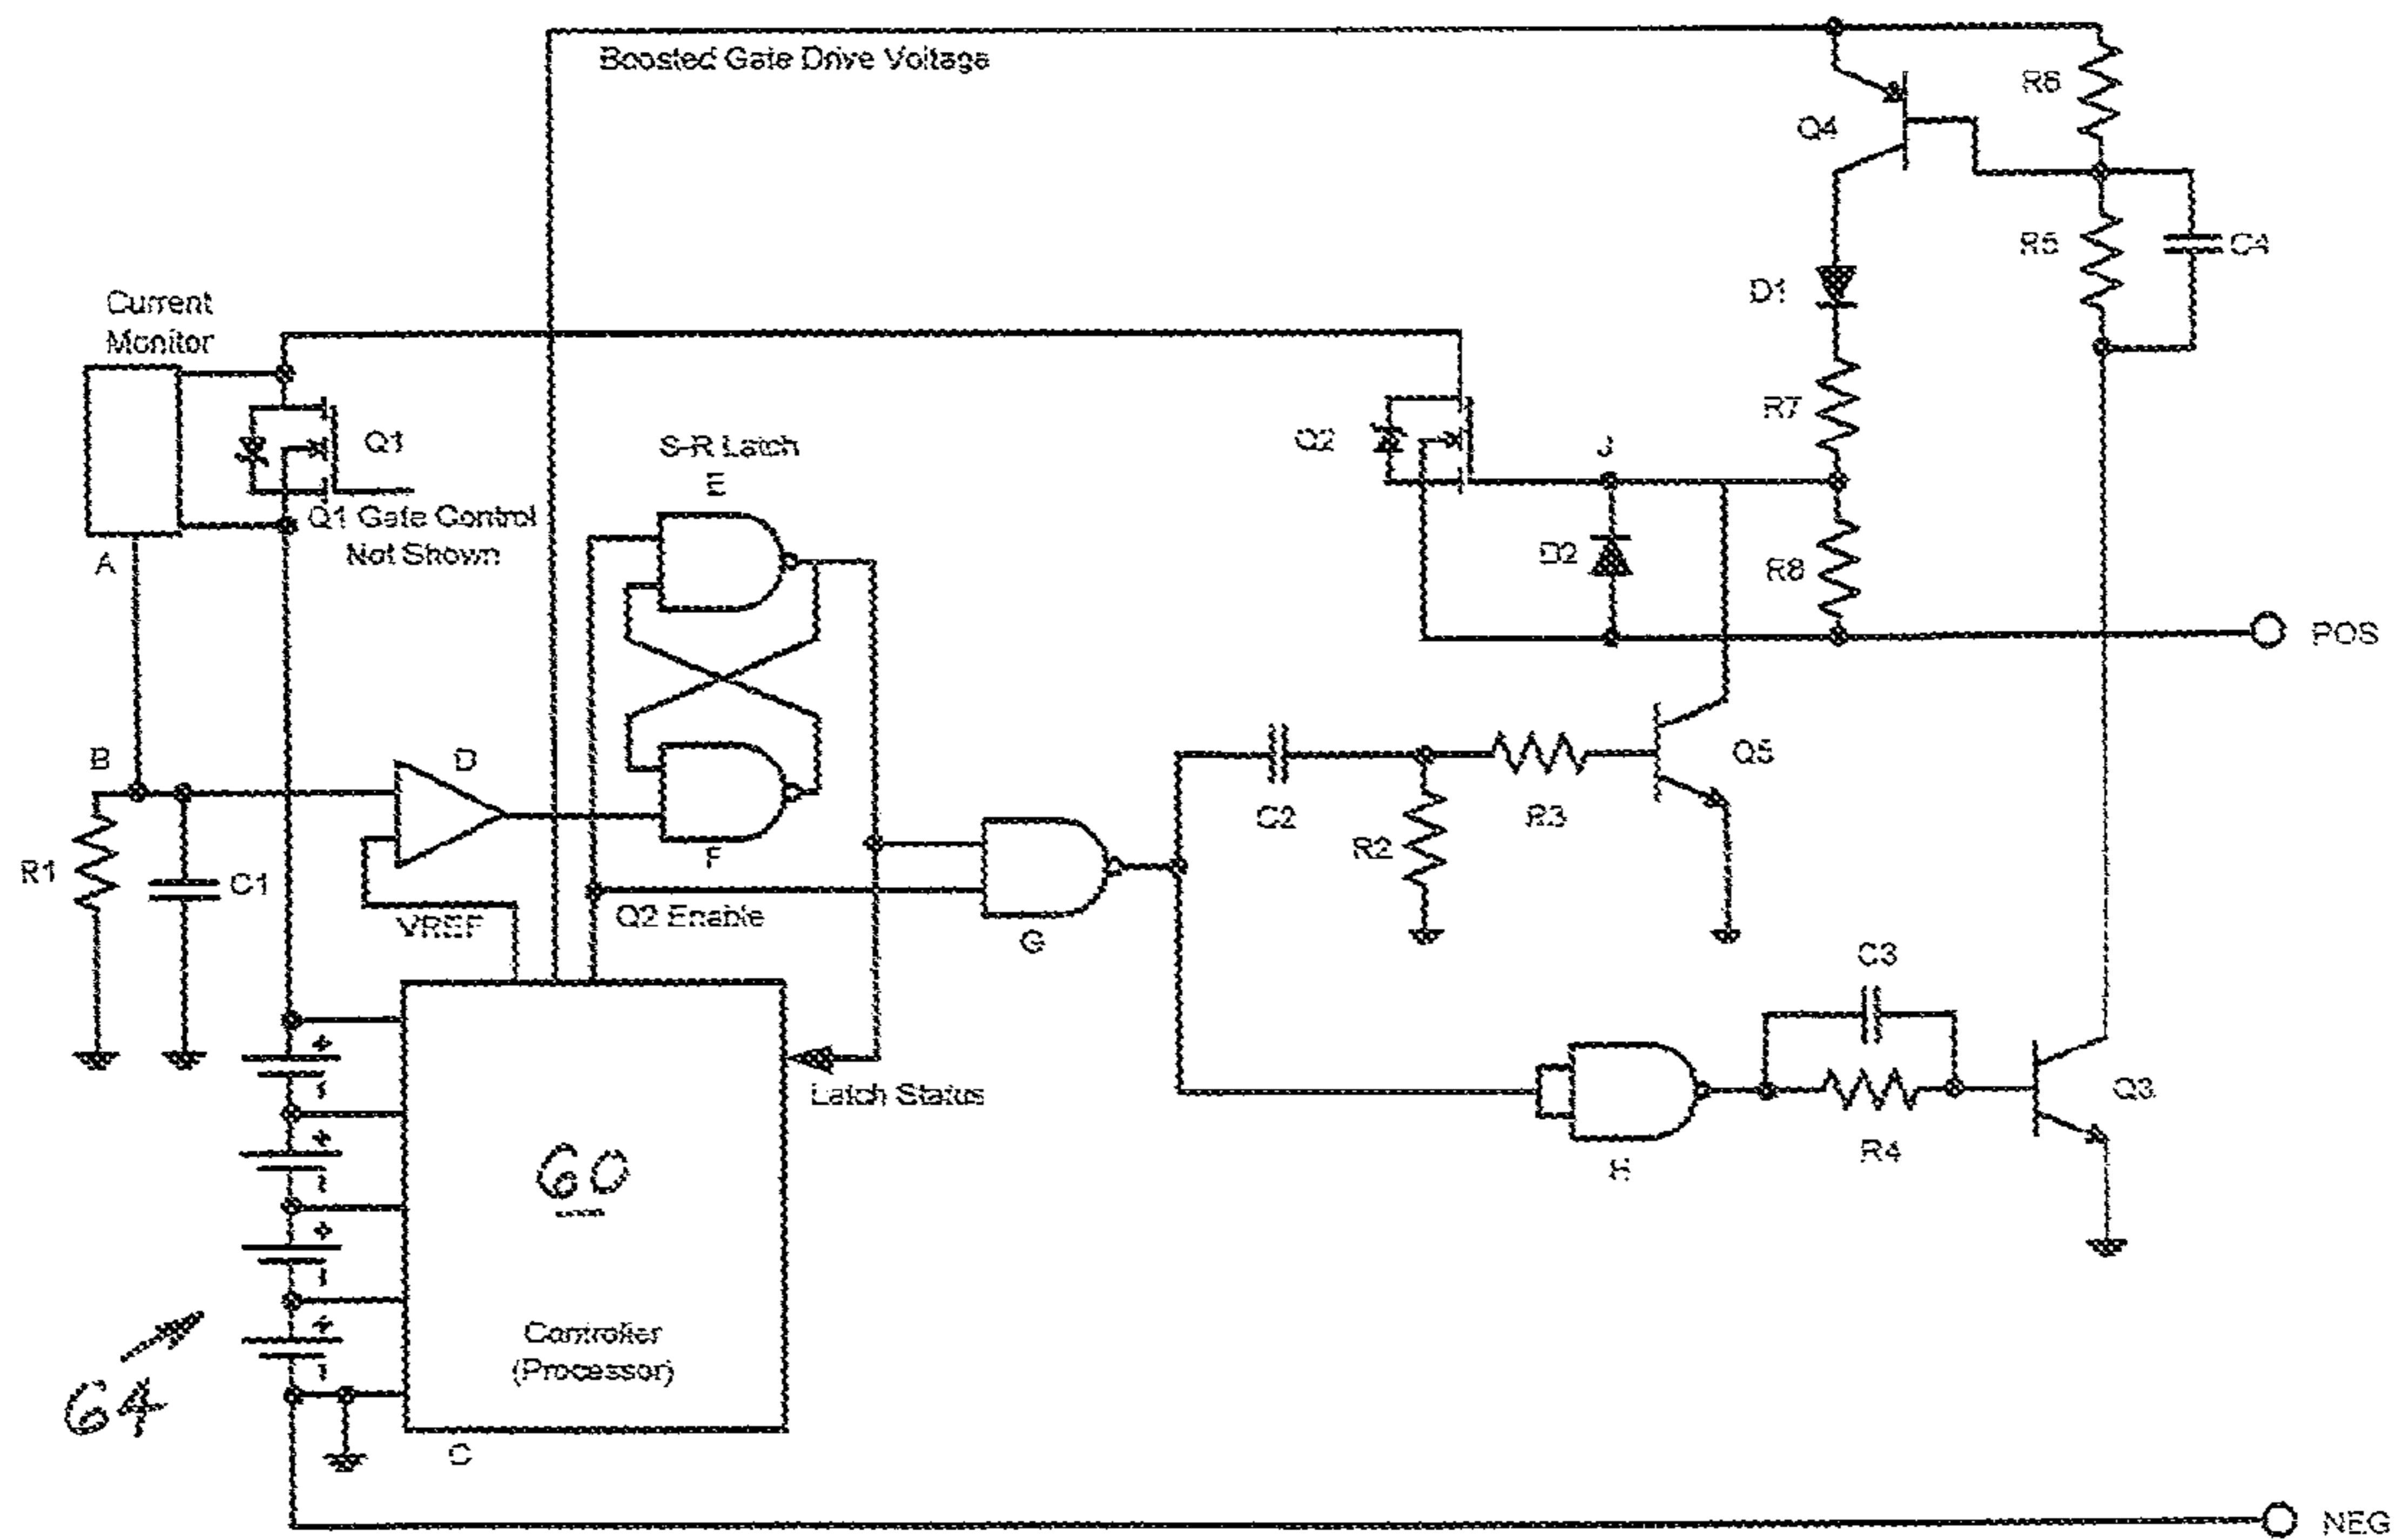 Boosted Gate Drive Voltage
R6
Q4
R5
C4
D1
Current
Monitor
R7
Q1
S-R Latch
E
Q2
J
Q1 Gate Control
Not Shown
A
D2
R8
POS
B
D
Q5
C2
R3
R2
R1
C1
F
VREF
Q2 Enable
G
C3
+
-
Latch Status
Q3
R4
H
+
-
60
+
-
+
-
Controller
(Processor)
64
C
NEG